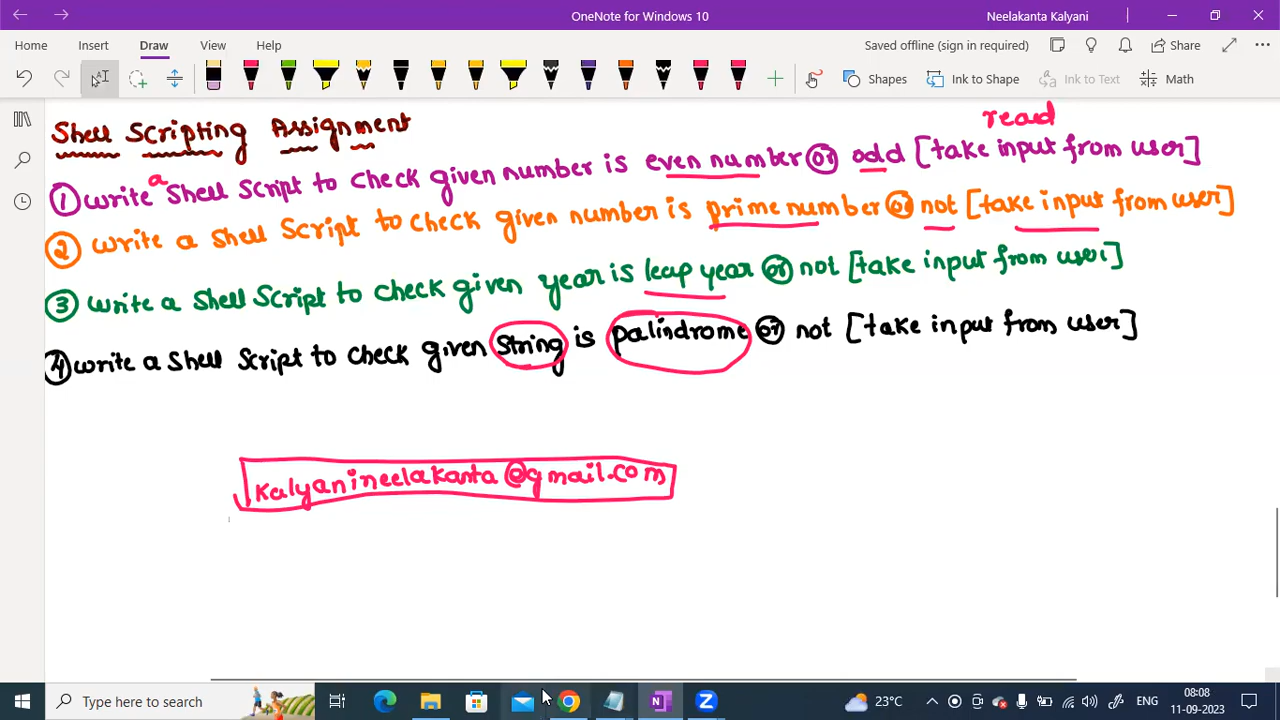 OneNote for Windows 10
Neelakanta Kalyani
Home Insert Draw View Help
Saved offline (sign in required) Share
Shapes Ink to Shape Ink to Text Math
read
Shell Scripting Assignment
① write a Shell Script to check given number is even number or odd [take input from user]
② write a Shell Script to check given number is prime number or not [take input from user]
③ write a Shell Script to check given year is leap year or not [take input from user]
④ write a Shell Script to check given String is palindrome or not [take input from user]
kalyanineelakanta@gmail.com
Type here to search
23°C
ENG
08:08
11-09-2023